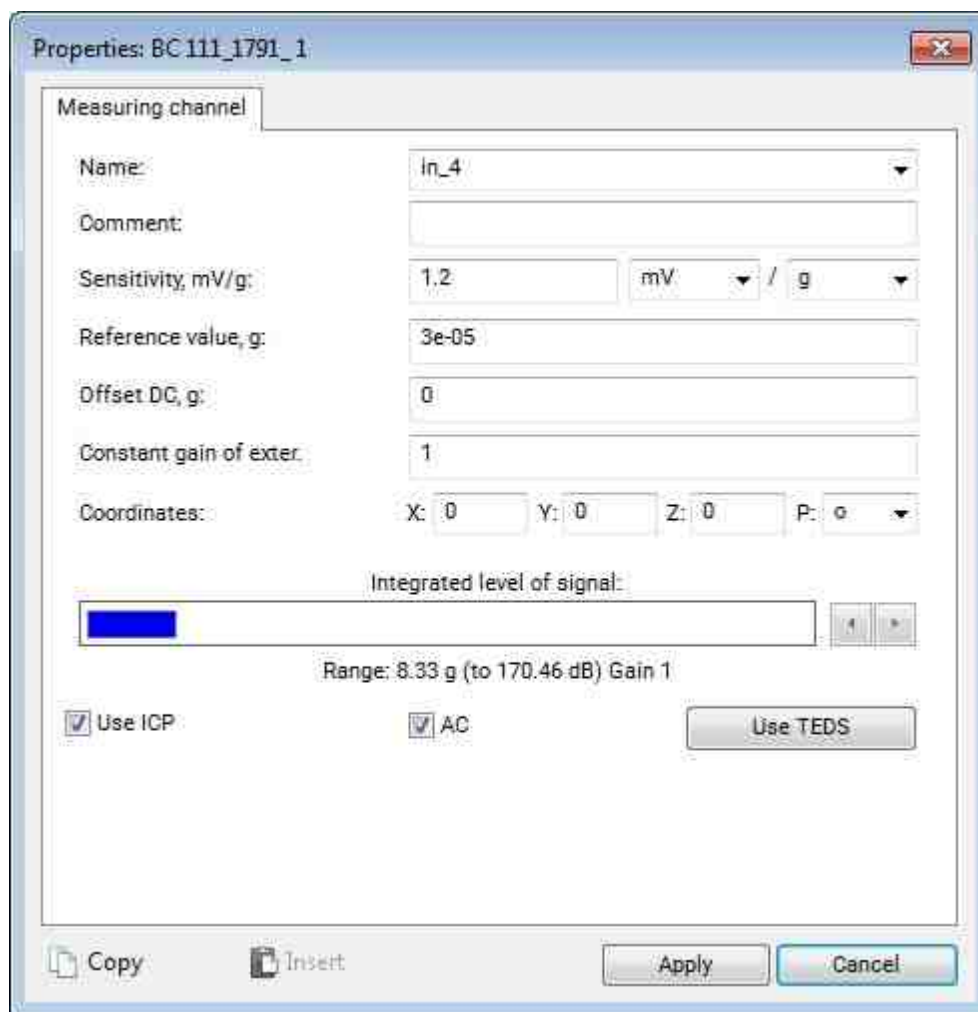 Properties: BC 111_1791_ 1
Measuring channel
Name: in_4
Comment:
Sensitivity, mV/g: 1.2 mV / g
Reference value, g: 3e-05
Offset DC, g: 0
Constant gain of exter. 1
Coordinates: X: 0 Y: 0 Z: 0 P: o
Integrated level of signal:
Range: 8.33 g (to 170.46 dB) Gain 1
Use ICP AC Use TEDS
Copy Insert Apply Cancel